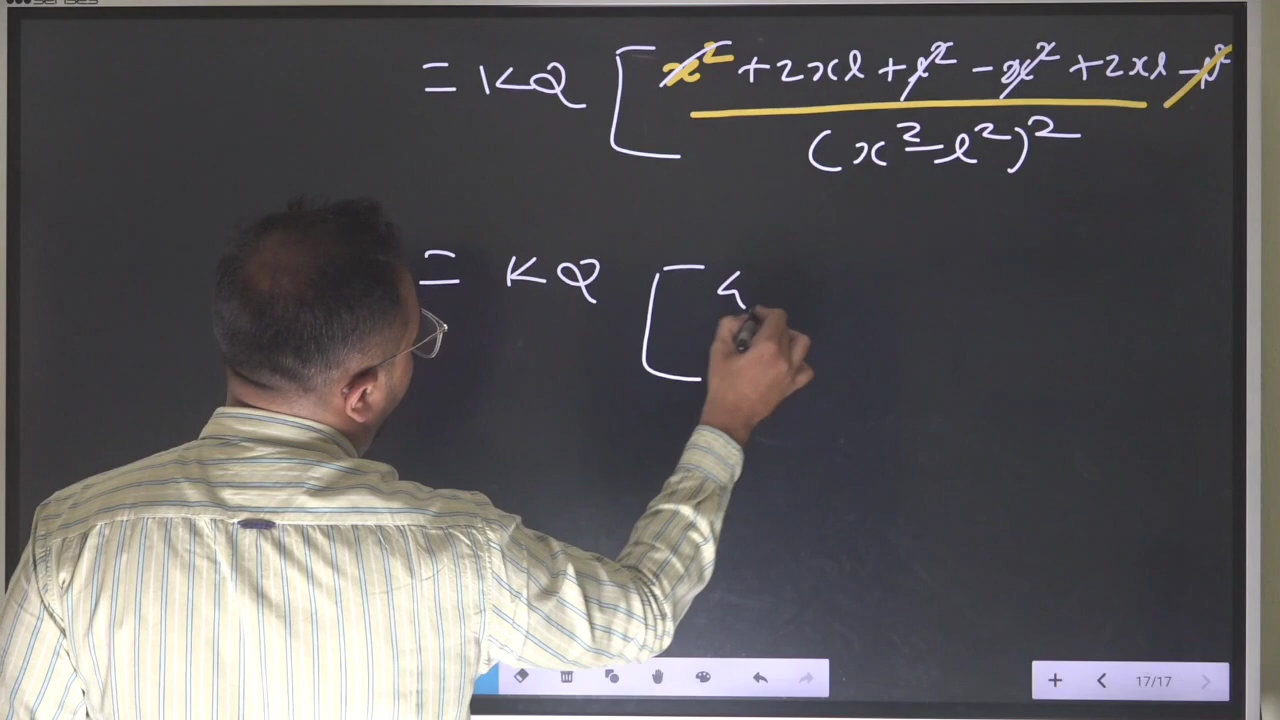 = KQ [ x² + 2xl + l² - x² + 2xl - l²
(x² - l²)²
= KQ [ 4
17/17